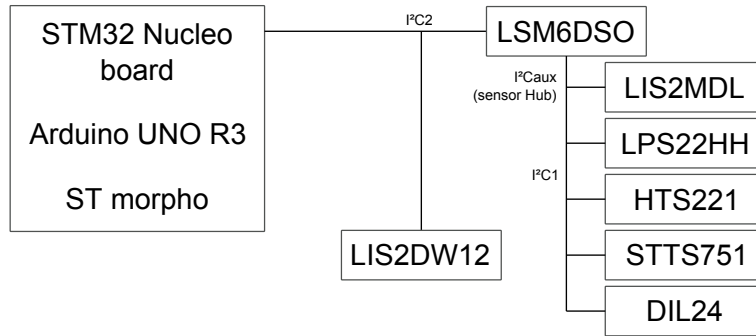 STM32 Nucleo
board
Arduino UNO R3
ST morpho
I²C2
LSM6DSO
I²Caux
(sensor Hub)
LIS2MDL
LPS22HH
I²C1
HTS221
LIS2DW12
STTS751
DIL24